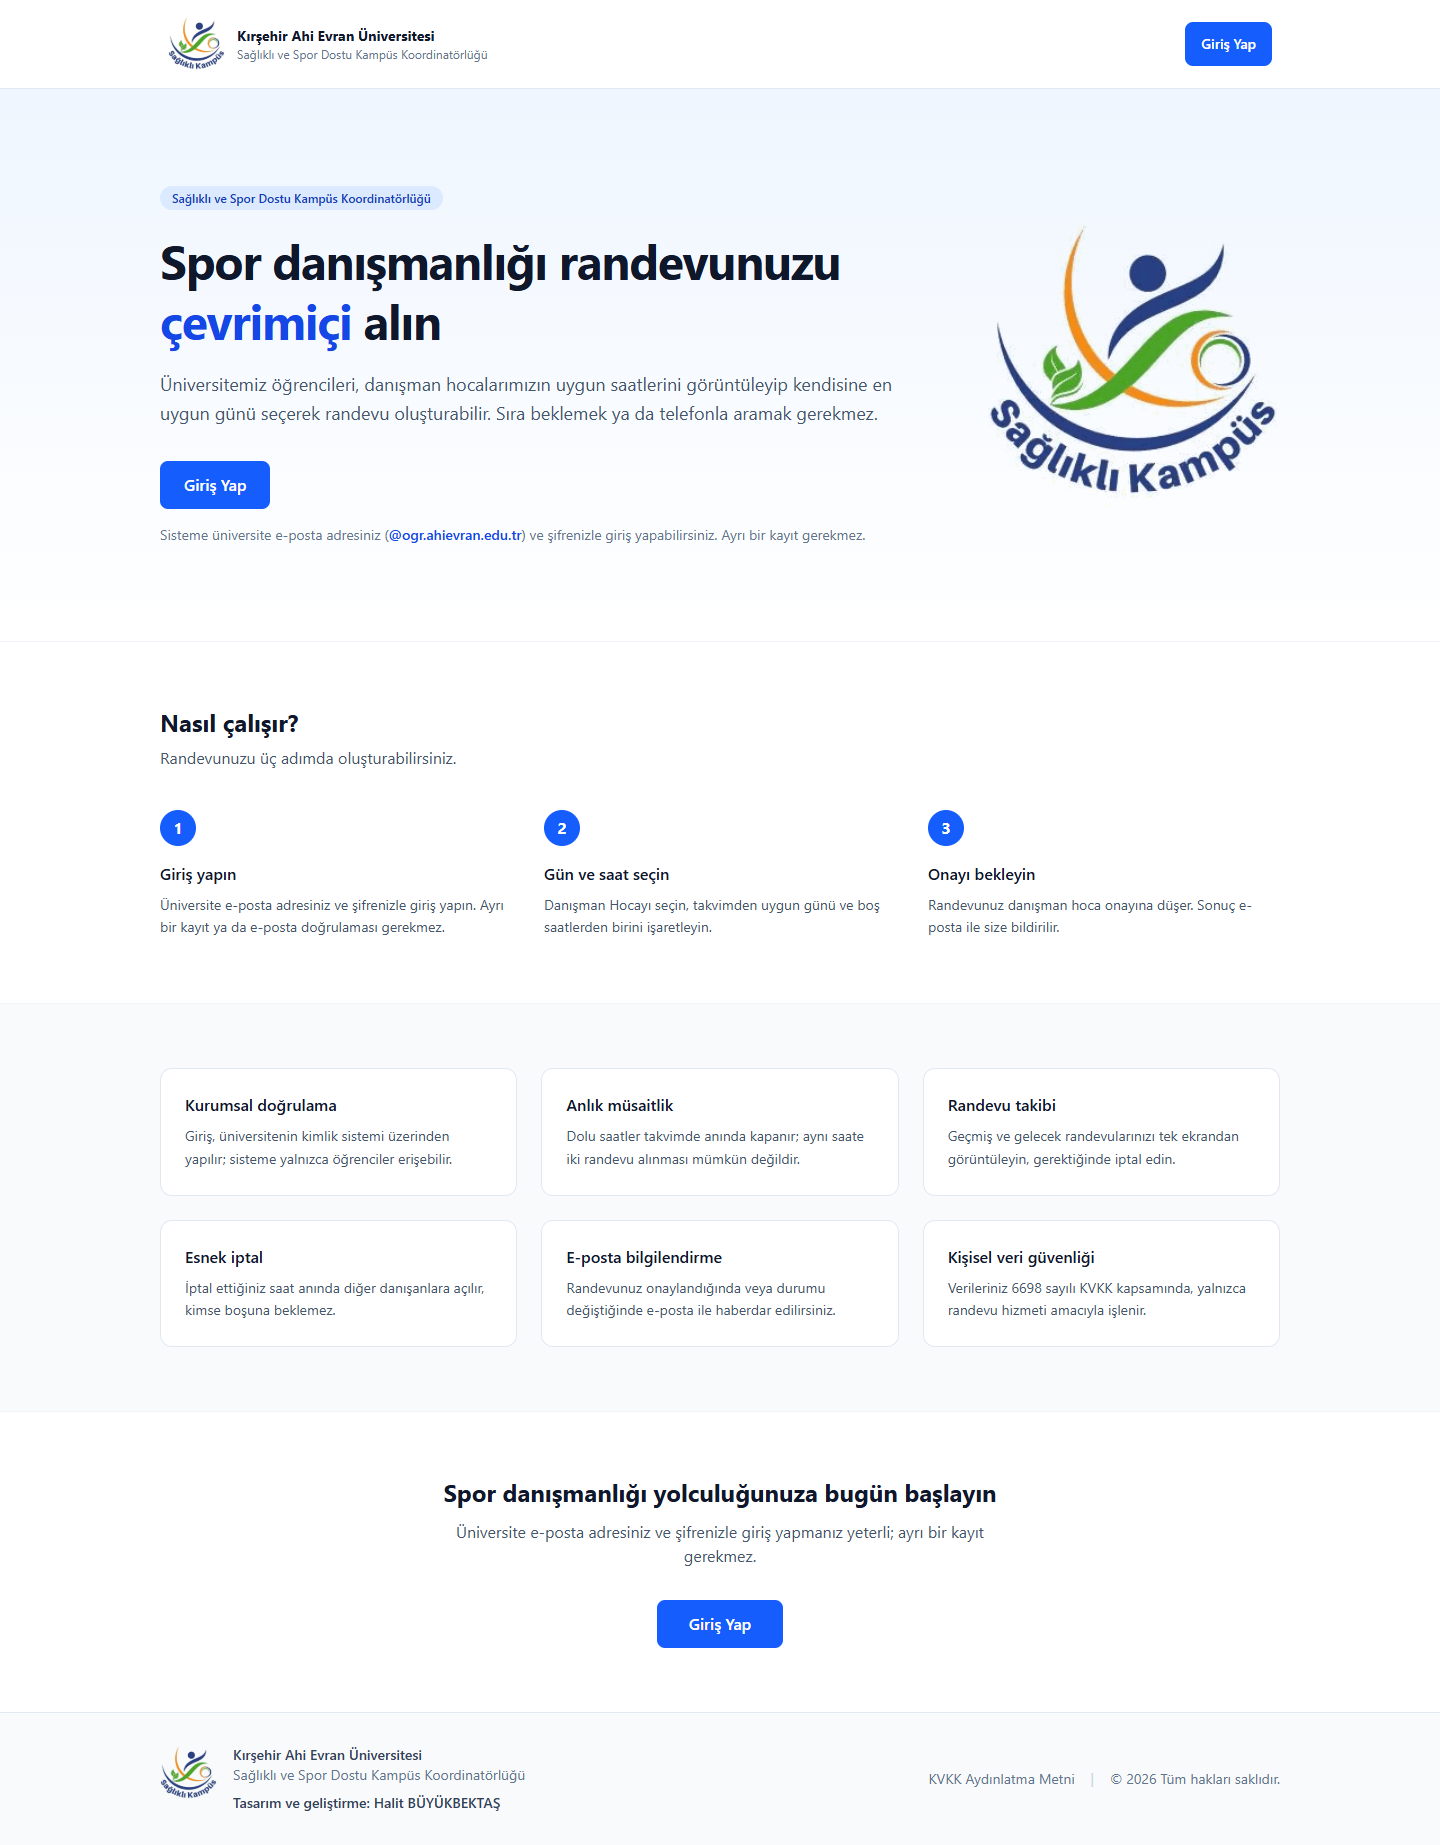 Sağlıklı Kampüs
Kırşehir Ahi Evran Üniversitesi
Sağlıklı ve Spor Dostu Kampüs Koordinatörlüğü
Giriş Yap
Sağlıklı ve Spor Dostu Kampüs Koordinatörlüğü
Spor danışmanlığı randevunuzu
çevrimiçi alın
Üniversitemiz öğrencileri, danışman hocalarımızın uygun saatlerini görüntüleyip kendisine en
uygun günü seçerek randevu oluşturabilir. Sıra beklemek ya da telefonla aramak gerekmez.
Giriş Yap
Sisteme üniversite e-posta adresiniz (@ogr.ahievran.edu.tr) ve şifrenizle giriş yapabilirsiniz. Ayrı bir kayıt gerekmez.
Sağlıklı Kampüs
Nasıl çalışır?
Randevunuzu üç adımda oluşturabilirsiniz.
1
Giriş yapın
Üniversite e-posta adresiniz ve şifrenizle giriş yapın. Ayrı
bir kayıt ya da e-posta doğrulaması gerekmez.
2
Gün ve saat seçin
Danışman Hocayı seçin, takvimden uygun günü ve boş
saatlerden birini işaretleyin.
3
Onayı bekleyin
Randevunuz danışman hoca onayına düşer. Sonuç e-
posta ile size bildirilir.
Kurumsal doğrulama
Giriş, üniversitenin kimlik sistemi üzerinden
yapılır; sisteme yalnızca öğrenciler erişebilir.
Anlık müsaitlik
Dolu saatler takvimde anında kapanır; aynı saate
iki randevu alınması mümkün değildir.
Randevu takibi
Geçmiş ve gelecek randevularınızı tek ekrandan
görüntüleyin, gerektiğinde iptal edin.
Esnek iptal
İptal ettiğiniz saat anında diğer danışanlara açılır,
kimse boşuna beklemez.
E-posta bilgilendirme
Randevunuz onaylandığında veya durumu
değiştiğinde e-posta ile haberdar edilirsiniz.
Kişisel veri güvenliği
Verileriniz 6698 sayılı KVKK kapsamında, yalnızca
randevu hizmeti amacıyla işlenir.
Spor danışmanlığı yolculuğunuza bugün başlayın
Üniversite e-posta adresiniz ve şifrenizle giriş yapmanız yeterli; ayrı bir kayıt
gerekmez.
Giriş Yap
Sağlıklı Kampüs
Kırşehir Ahi Evran Üniversitesi
Sağlıklı ve Spor Dostu Kampüs Koordinatörlüğü
Tasarım ve geliştirme: Halit BÜYÜKBEKTAŞ
KVKK Aydınlatma Metni | © 2026 Tüm hakları saklıdır.